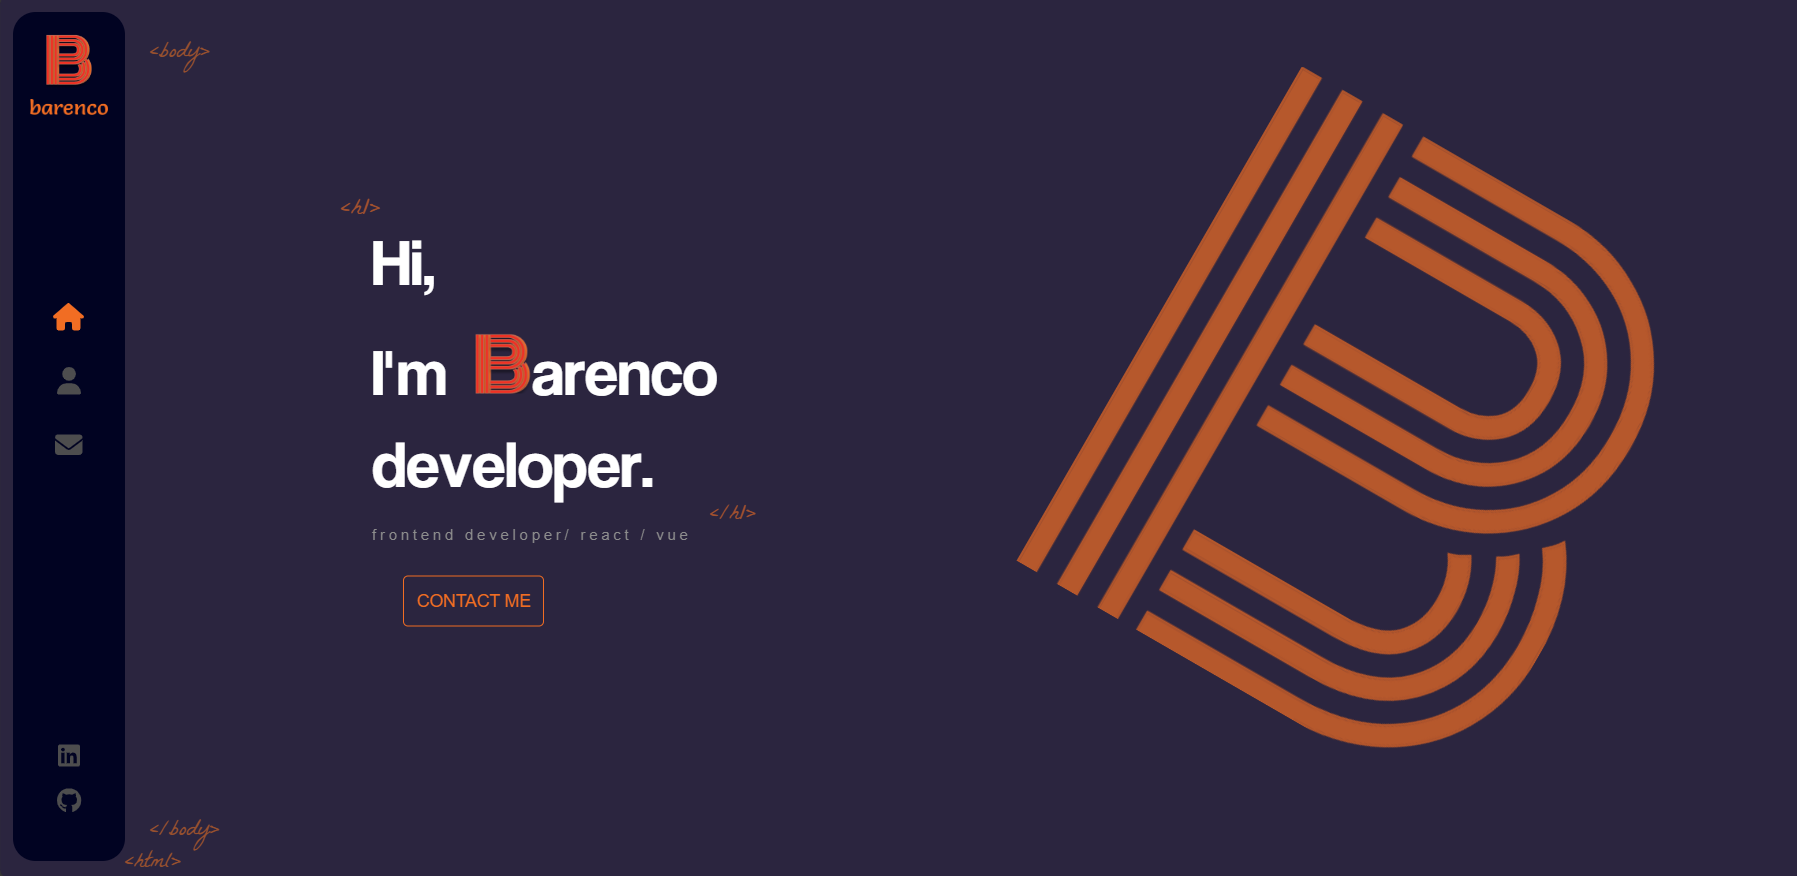 barenco
<body>
<h1>
Hi,
I'm Barenco
developer.
</h1>
frontend developer/ react / vue
CONTACT ME
</body>
<html>